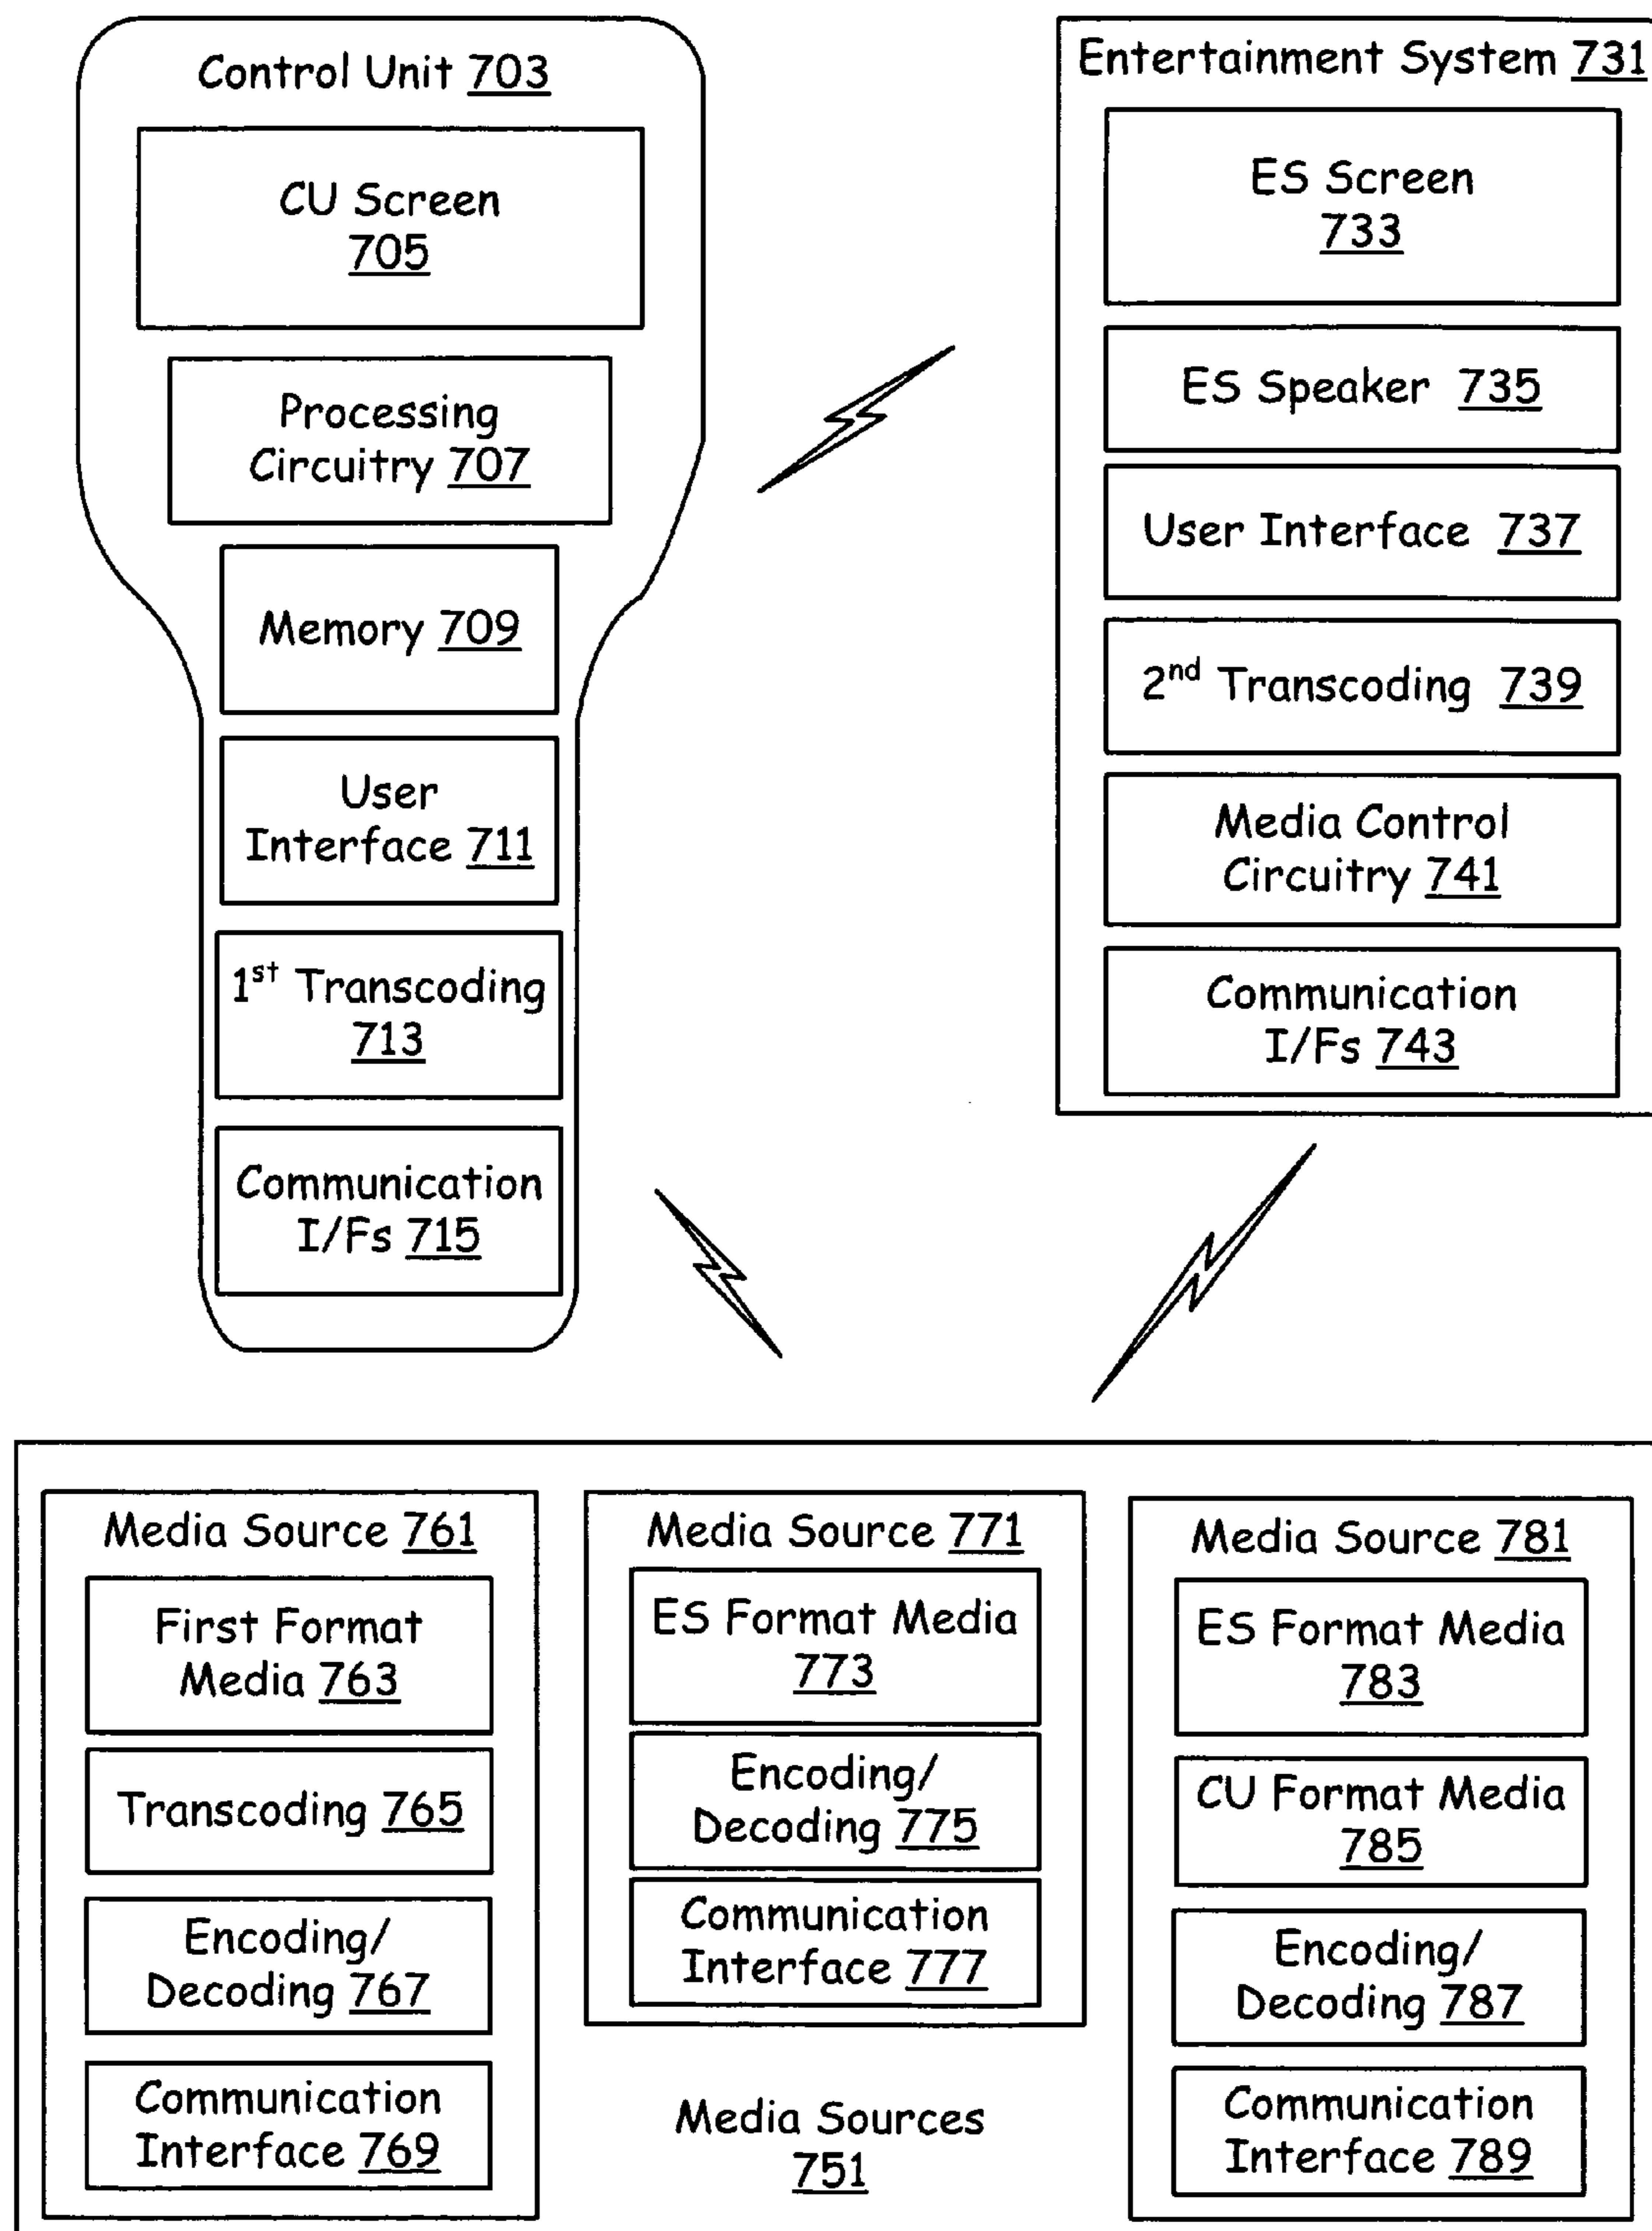 Control Unit 703
CU Screen
705
Processing
Circuitry 707
Memory 709
User
Interface 711
1st Transcoding
713
Communication
I/Fs 715
Entertainment System 731
ES Screen
733
ES Speaker 735
User Interface 737
2nd Transcoding 739
Media Control
Circuitry 741
Communication
I/Fs 743
Media Source 761
First Format
Media 763
Transcoding 765
Encoding/
Decoding 767
Communication
Interface 769
Media Source 771
ES Format Media
773
Encoding/
Decoding 775
Communication
Interface 777
Media Sources
751
Media Source 781
ES Format Media
783
CU Format Media
785
Encoding/
Decoding 787
Communication
Interface 789